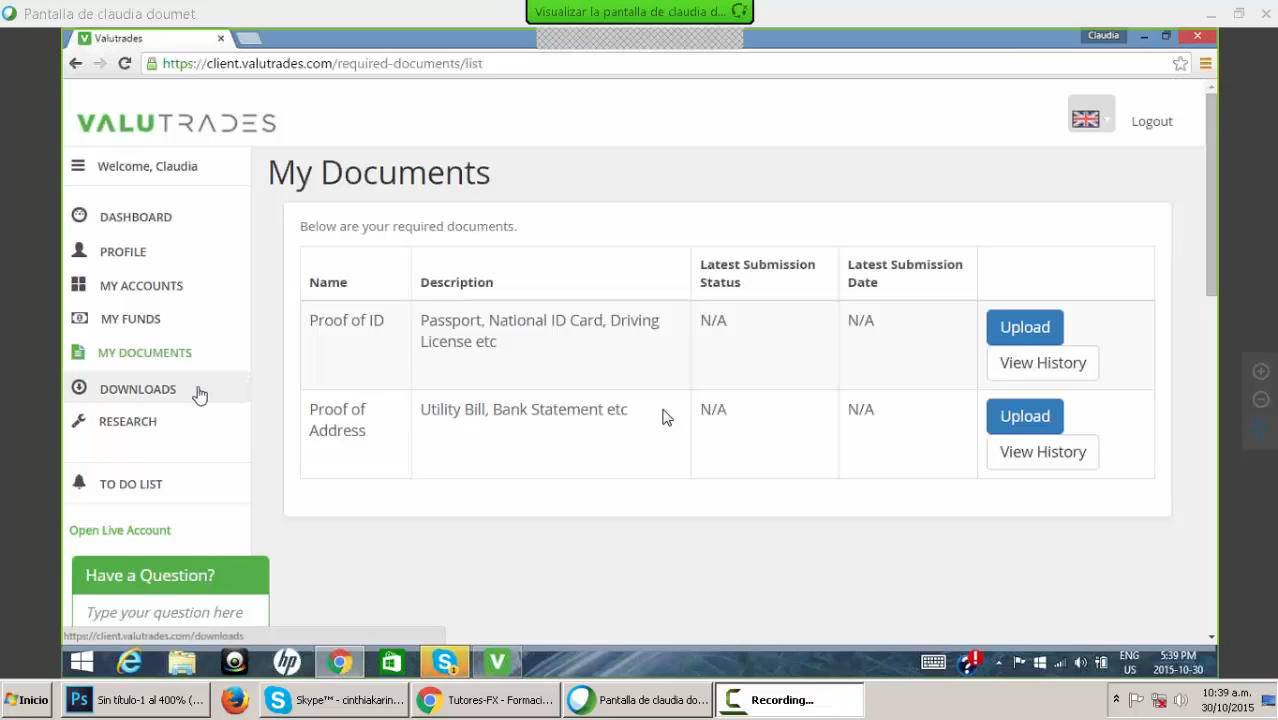 Pantalla de claudia doumet
Visualizar la pantalla de claudia d...
Valutrades
Claudia
https://client.valutrades.com/required-documents/list
VALUTRADES
Logout
Welcome, Claudia
DASHBOARD
PROFILE
MY ACCOUNTS
MY FUNDS
MY DOCUMENTS
DOWNLOADS
RESEARCH
TO DO LIST
Open Live Account
Have a Question?
Type your question here
https://client.valutrades.com/downloads
My Documents
Below are your required documents.
Name
Description
Latest Submission
Status
Latest Submission
Date
Proof of ID
Passport, National ID Card, Driving
License etc
N/A
N/A
Upload
View History
Proof of
Address
Utility Bill, Bank Statement etc
N/A
N/A
Upload
View History
ENG
US
5:39 PM
2015-10-30
Inicio
Sin título-1 al 400% (...
Skype™ - cinthiakarin...
Tutores-FX - Formaci...
Pantalla de claudia do...
Recording...
10:39 a.m.
30/10/2015